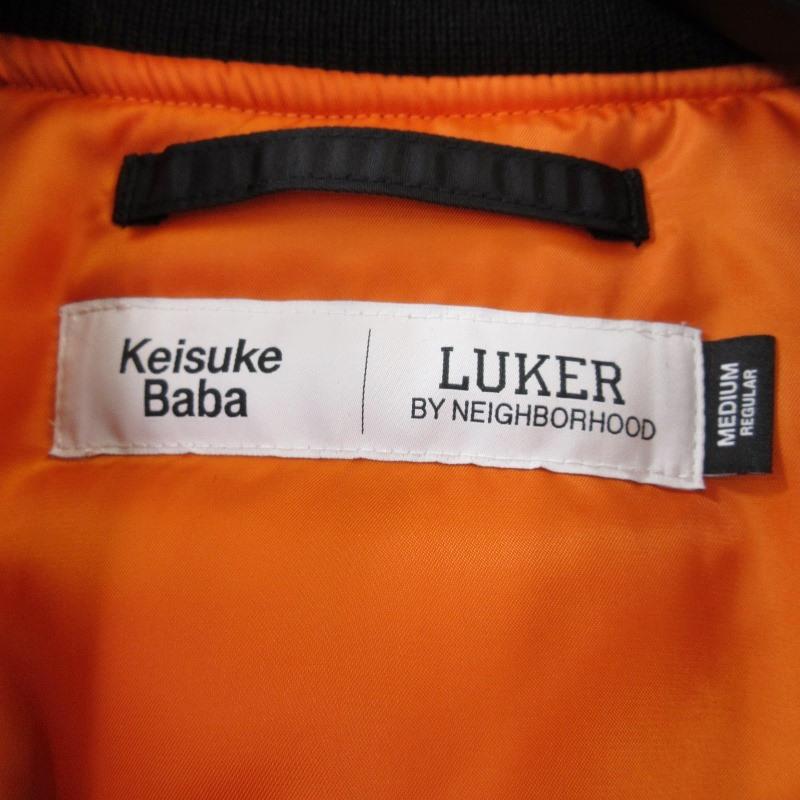 Keisuke
Baba
LUKER
BY NEIGHBORHOOD
MEDIUM
REGULAR